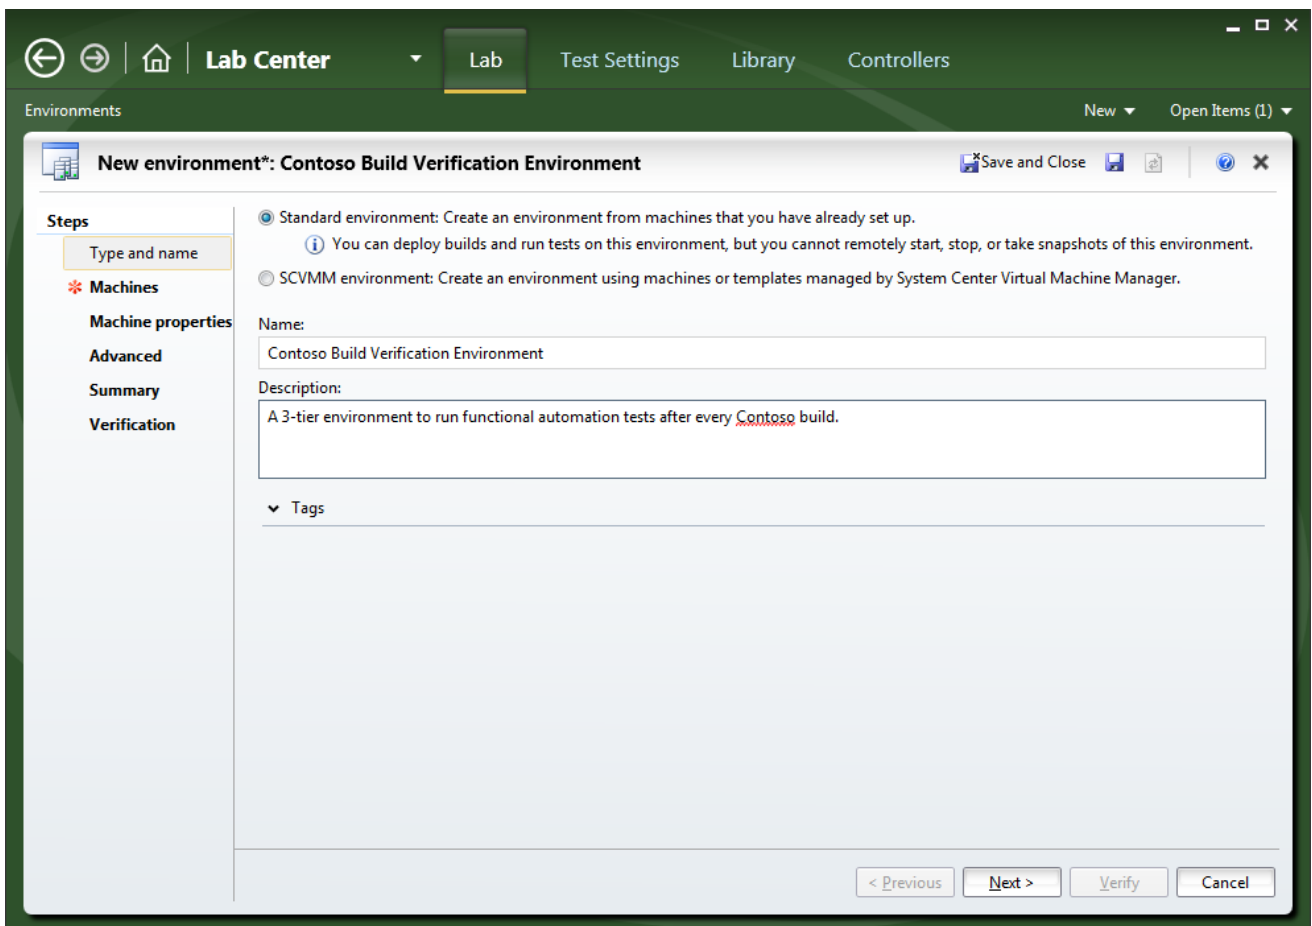 Lab Center
Lab
Test Settings
Library
Controllers
Environments
New
Open Items (1)
New environment*: Contoso Build Verification Environment
Save and Close
Steps
Type and name
Machines
Machine properties
Advanced
Summary
Verification
Standard environment: Create an environment from machines that you have already set up.
You can deploy builds and run tests on this environment, but you cannot remotely start, stop, or take snapshots of this environment.
SCVMM environment: Create an environment using machines or templates managed by System Center Virtual Machine Manager.
Name:
Contoso Build Verification Environment
Description:
A 3-tier environment to run functional automation tests after every Contoso build.
Tags
< Previous
Next >
Verify
Cancel